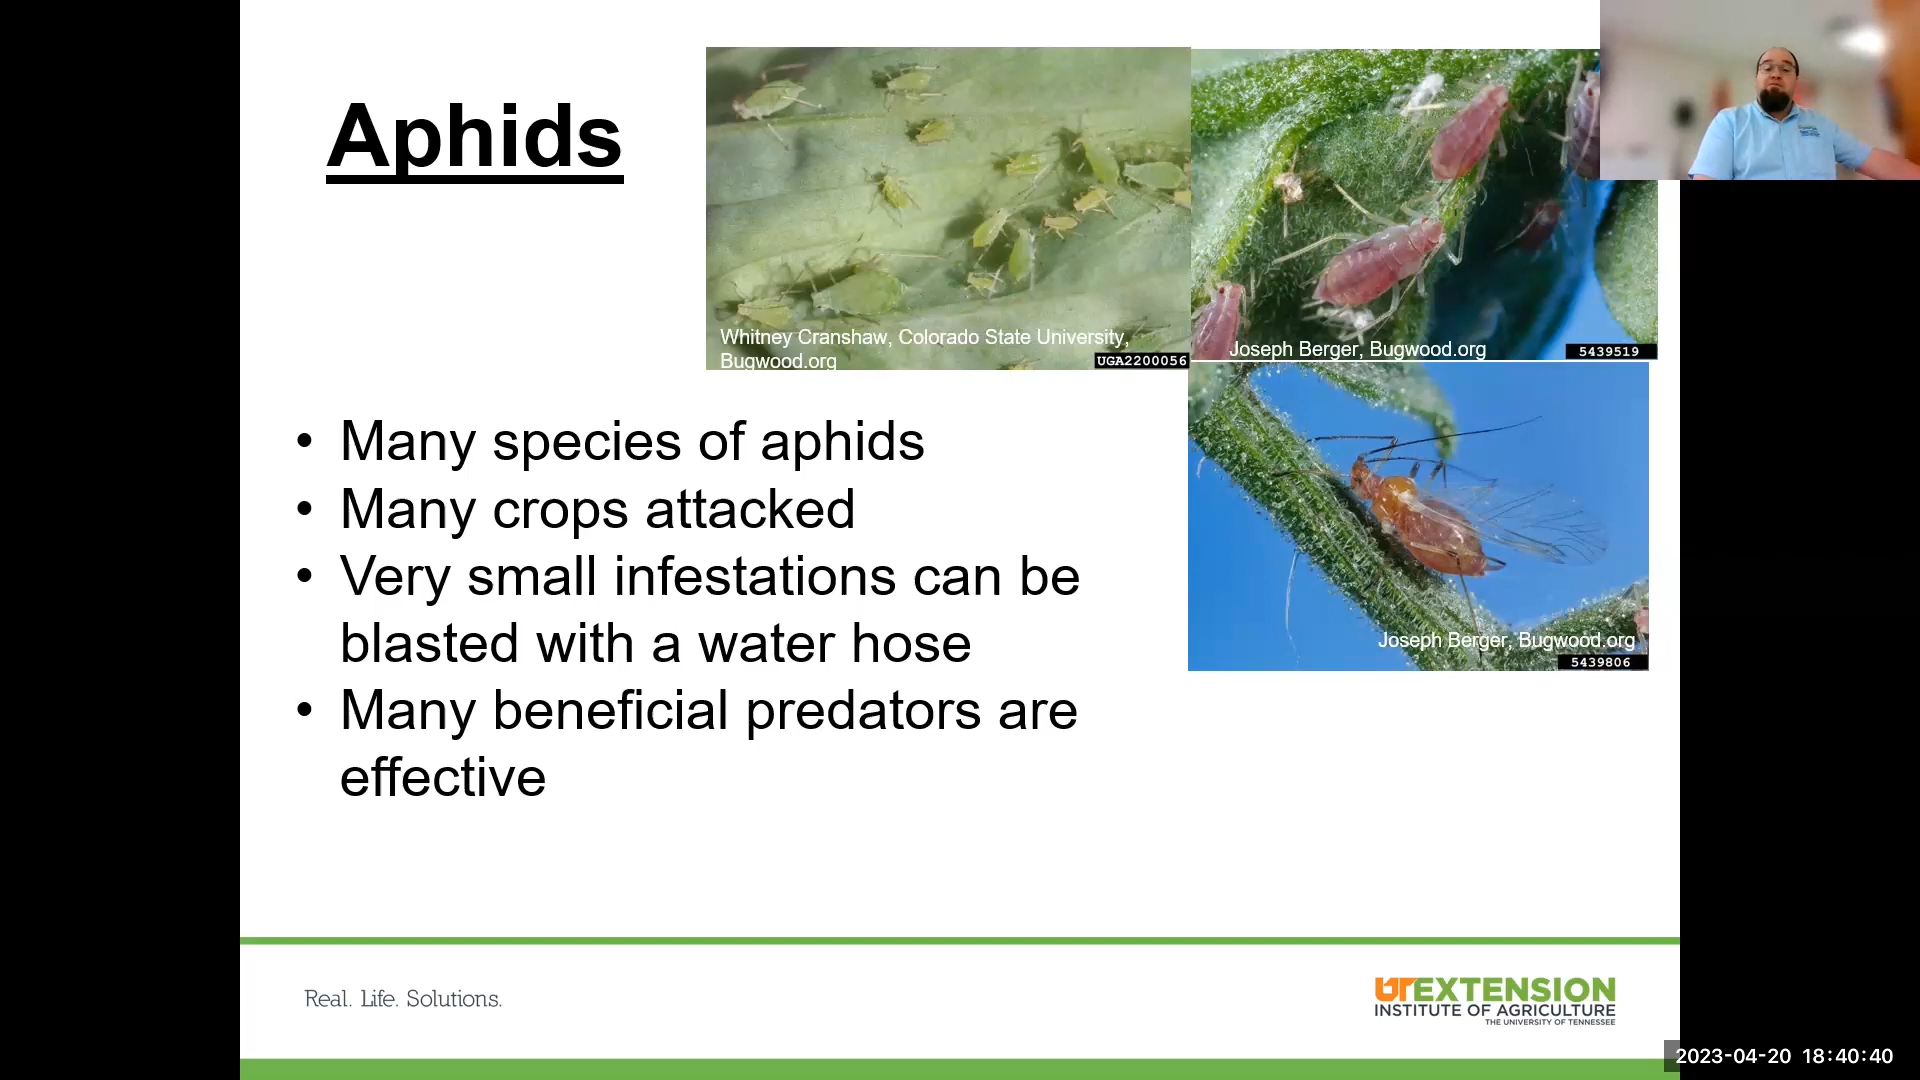 Aphids
Whitney Cranshaw, Colorado State University,
Bugwood.org
UGA2200056
Joseph Berger, Bugwood.org
5439519
• Many species of aphids
• Many crops attacked
• Very small infestations can be
blasted with a water hose
• Many beneficial predators are
effective
Joseph Berger, Bugwood.org
5439806
Real. Life. Solutions.
UTEXTENSION
INSTITUTE OF AGRICULTURE
THE UNIVERSITY OF TENNESSEE
2023-04-20 18:40:40